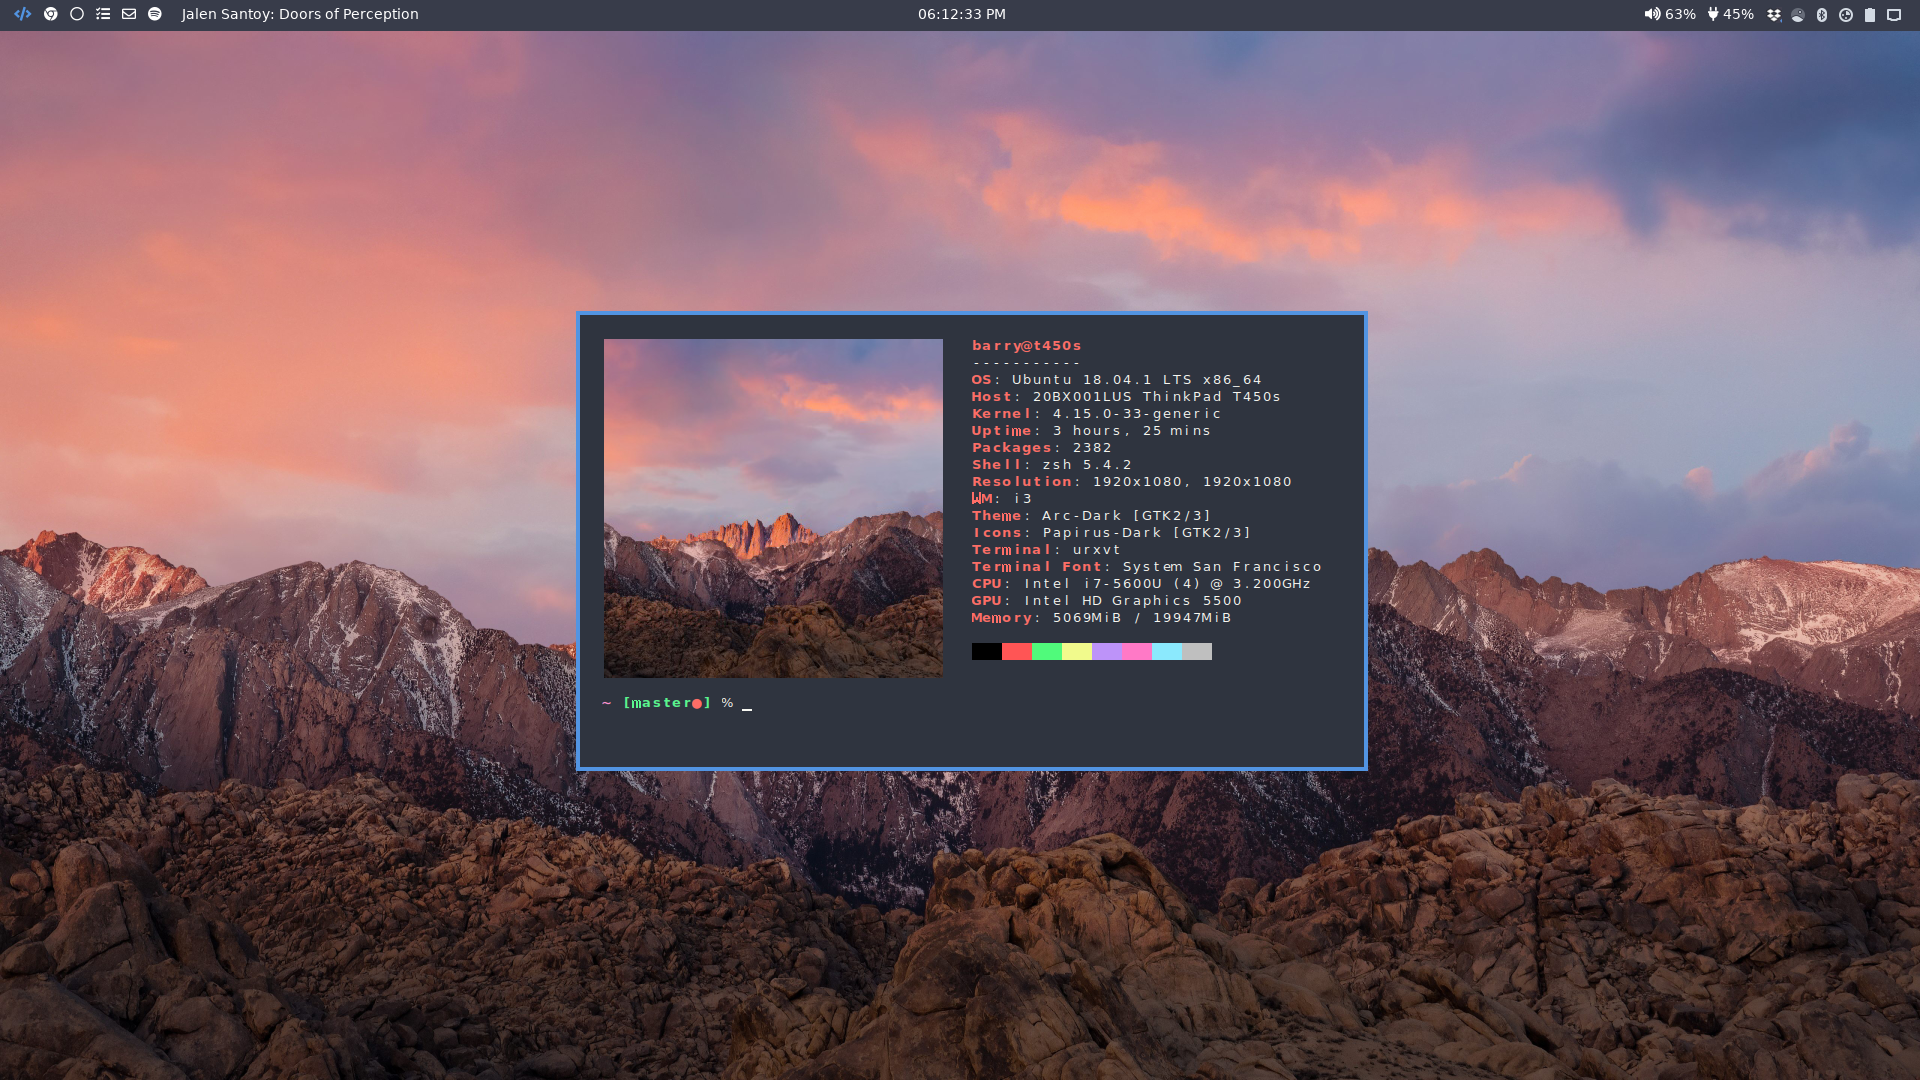 Jalen Santoy: Doors of Perception
06:12:33 PM
63% 45%
barry@t450s
-----------
OS: Ubuntu 18.04.1 LTS x86_64
Host: 20BX001LUS ThinkPad T450s
Kernel: 4.15.0-33-generic
Uptime: 3 hours, 25 mins
Packages: 2382
Shell: zsh 5.4.2
Resolution: 1920x1080, 1920x1080
WM: i3
Theme: Arc-Dark [GTK2/3]
Icons: Papirus-Dark [GTK2/3]
Terminal: urxvt
Terminal Font: System San Francisco
CPU: Intel i7-5600U (4) @ 3.200GHz
GPU: Intel HD Graphics 5500
Memory: 5069MiB / 19947MiB
~ [master●] % _